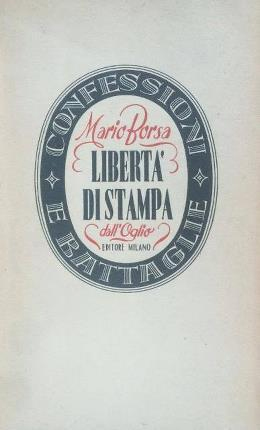 CONFESSIONI
Mario Borsa
LIBERTA'
DI STAMPA
dall'Oglio
EDITORE MILANO
E BATTAGLIE